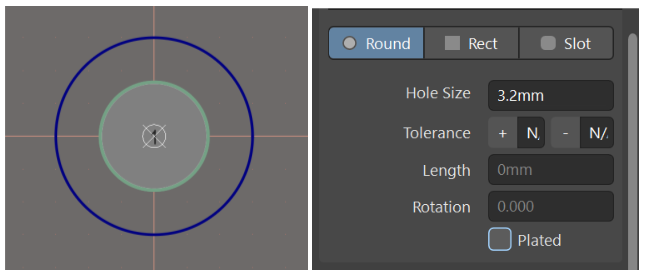 Round Rect Slot
Hole Size 3.2mm
Tolerance + N, - N/.
Length 0mm
Rotation 0.000
Plated